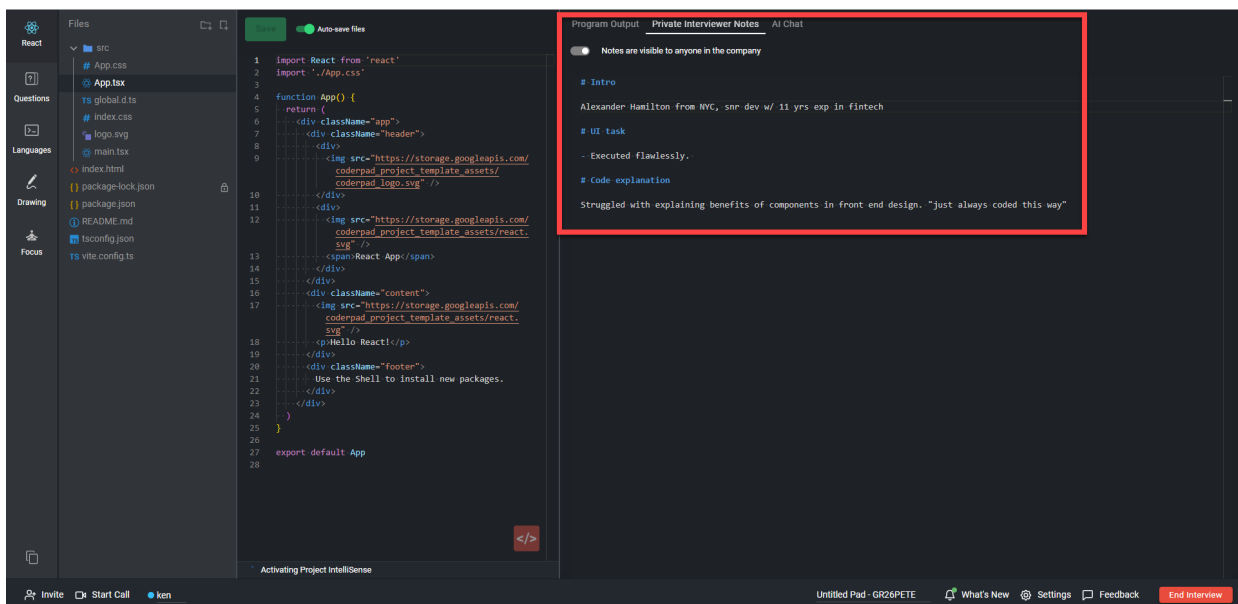 React
Questions
Languages
Drawing
Focus
Files
src
# App.css
App.tsx
TS global.d.ts
# index.css
logo.svg
main.tsx
<> index.html
{} package-lock.json
{} package.json
README.md
tsconfig.json
TS vite.config.ts
Save
Auto-save files
1 import React from 'react'
2 import './App.css'
3
4 function App() {
5 return (
6 <div className="app">
7 <div className="header">
8 <div>
9 <img src="https://storage.googleapis.com/
coderpad_project_template_assets/
coderpad_logo.svg" />
10 </div>
11 <div>
12 <img src="https://storage.googleapis.com/
coderpad_project_template_assets/react.
svg" />
13 <span>React App</span>
14 </div>
15 </div>
16 <div className="content">
17 <img src="https://storage.googleapis.com/
coderpad_project_template_assets/react.
svg" />
18 <p>Hello React!</p>
19 </div>
20 <div className="footer">
21 Use the Shell to install new packages.
22 </div>
23 </div>
24 )
25 }
26
27 export default App
28
</>
Activating Project IntelliSense
Program Output Private Interviewer Notes AI Chat
Notes are visible to anyone in the company
# Intro
Alexander Hamilton from NYC, snr dev w/ 11 yrs exp in fintech
# UI task
- Executed flawlessly.
# Code explanation
Struggled with explaining benefits of components in front end design. "just always coded this way"
Invite Start Call ken Untitled Pad - GR26PETE What's New Settings Feedback End Interview